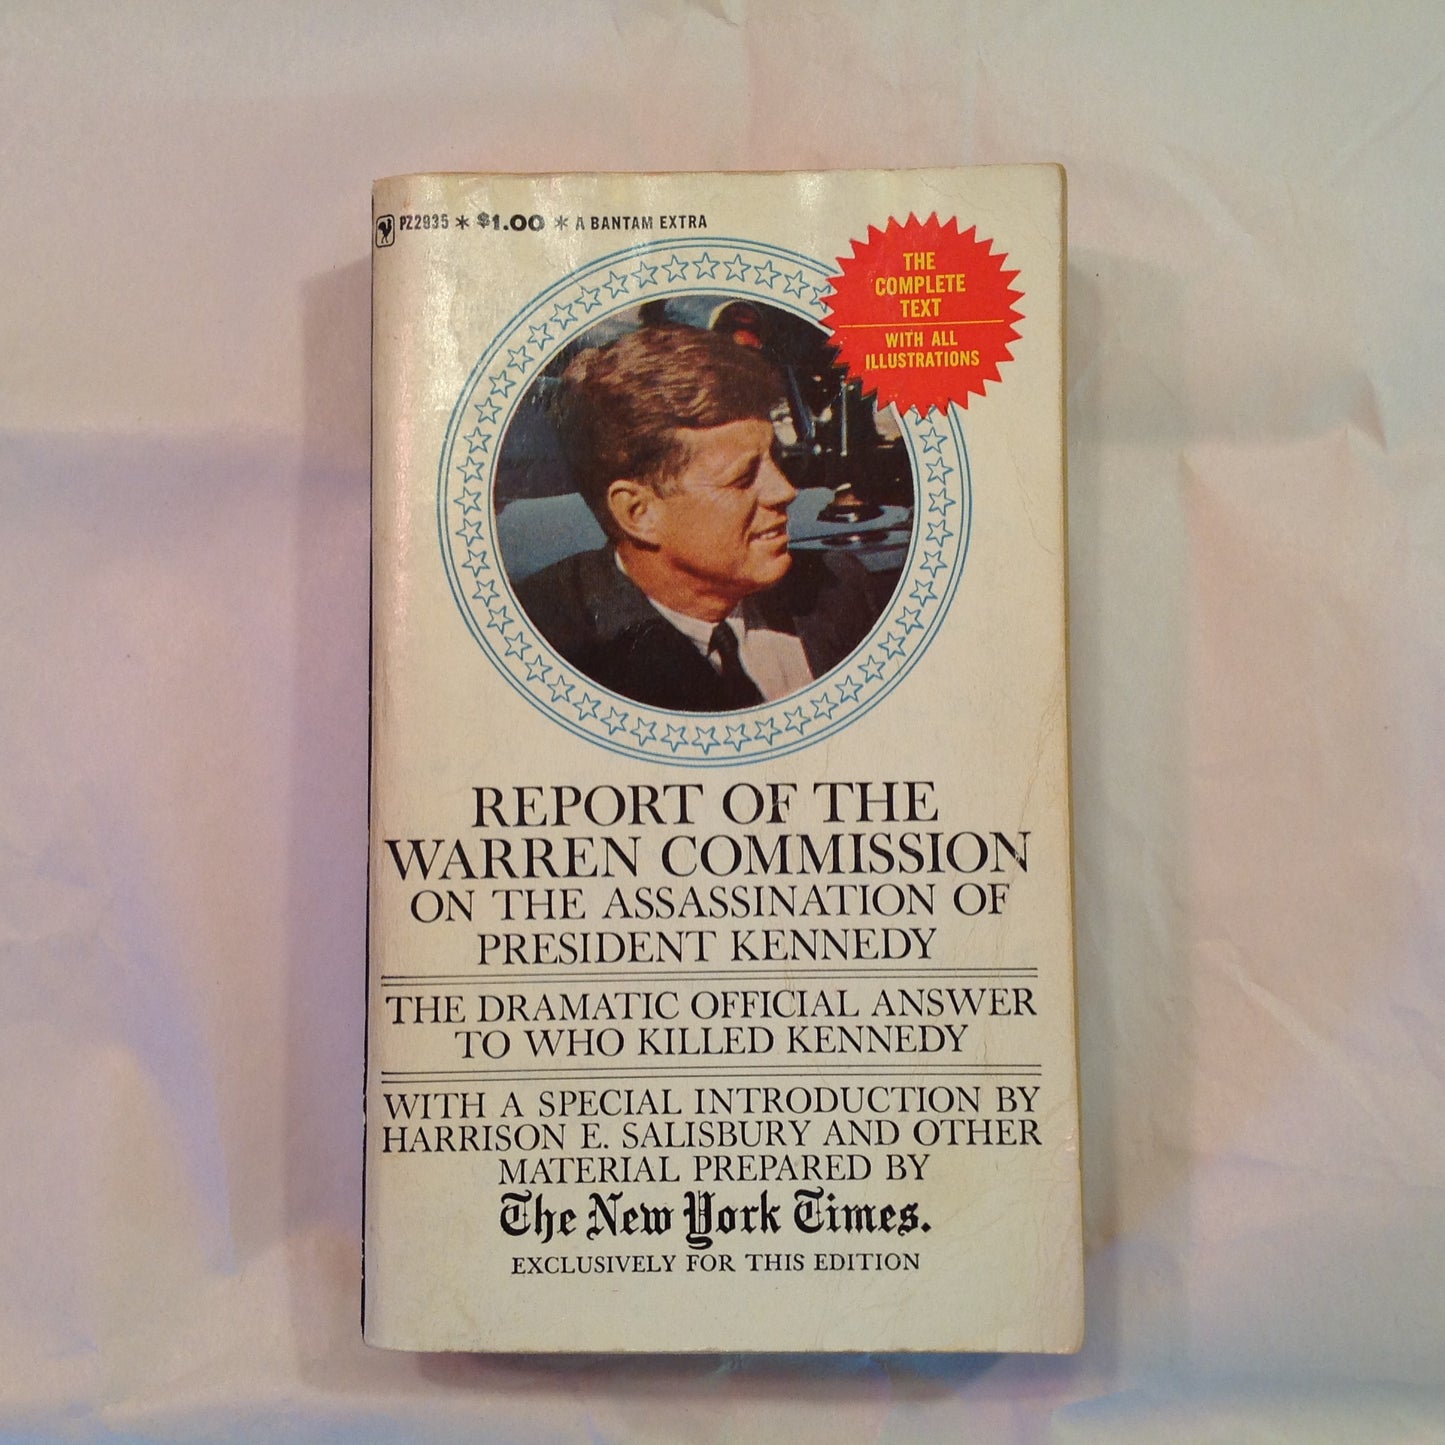 PZ2935 * $1.00 * A BANTAM EXTRA
THE
COMPLETE
TEXT
WITH ALL
ILLUSTRATIONS
REPORT OF THE
WARREN COMMISSION
ON THE ASSASSINATION OF
PRESIDENT KENNEDY
THE DRAMATIC OFFICIAL ANSWER
TO WHO KILLED KENNEDY
WITH A SPECIAL INTRODUCTION BY
HARRISON E. SALISBURY AND OTHER
MATERIAL PREPARED BY
The New York Times.
EXCLUSIVELY FOR THIS EDITION